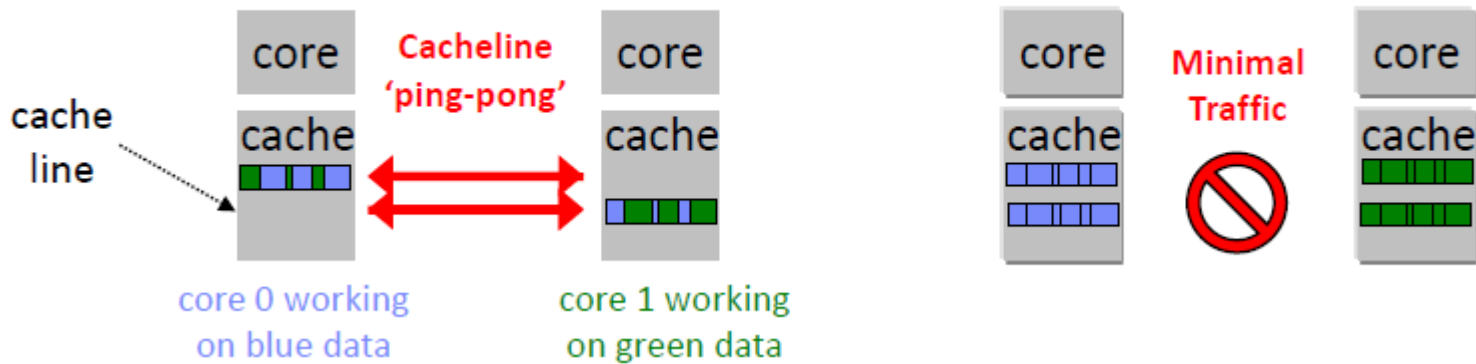 core
Cacheline
'ping-pong'
core
cache
line
cache
cache
core 0 working
on blue data
core 1 working
on green data
core
Minimal
Traffic
core
cache
cache